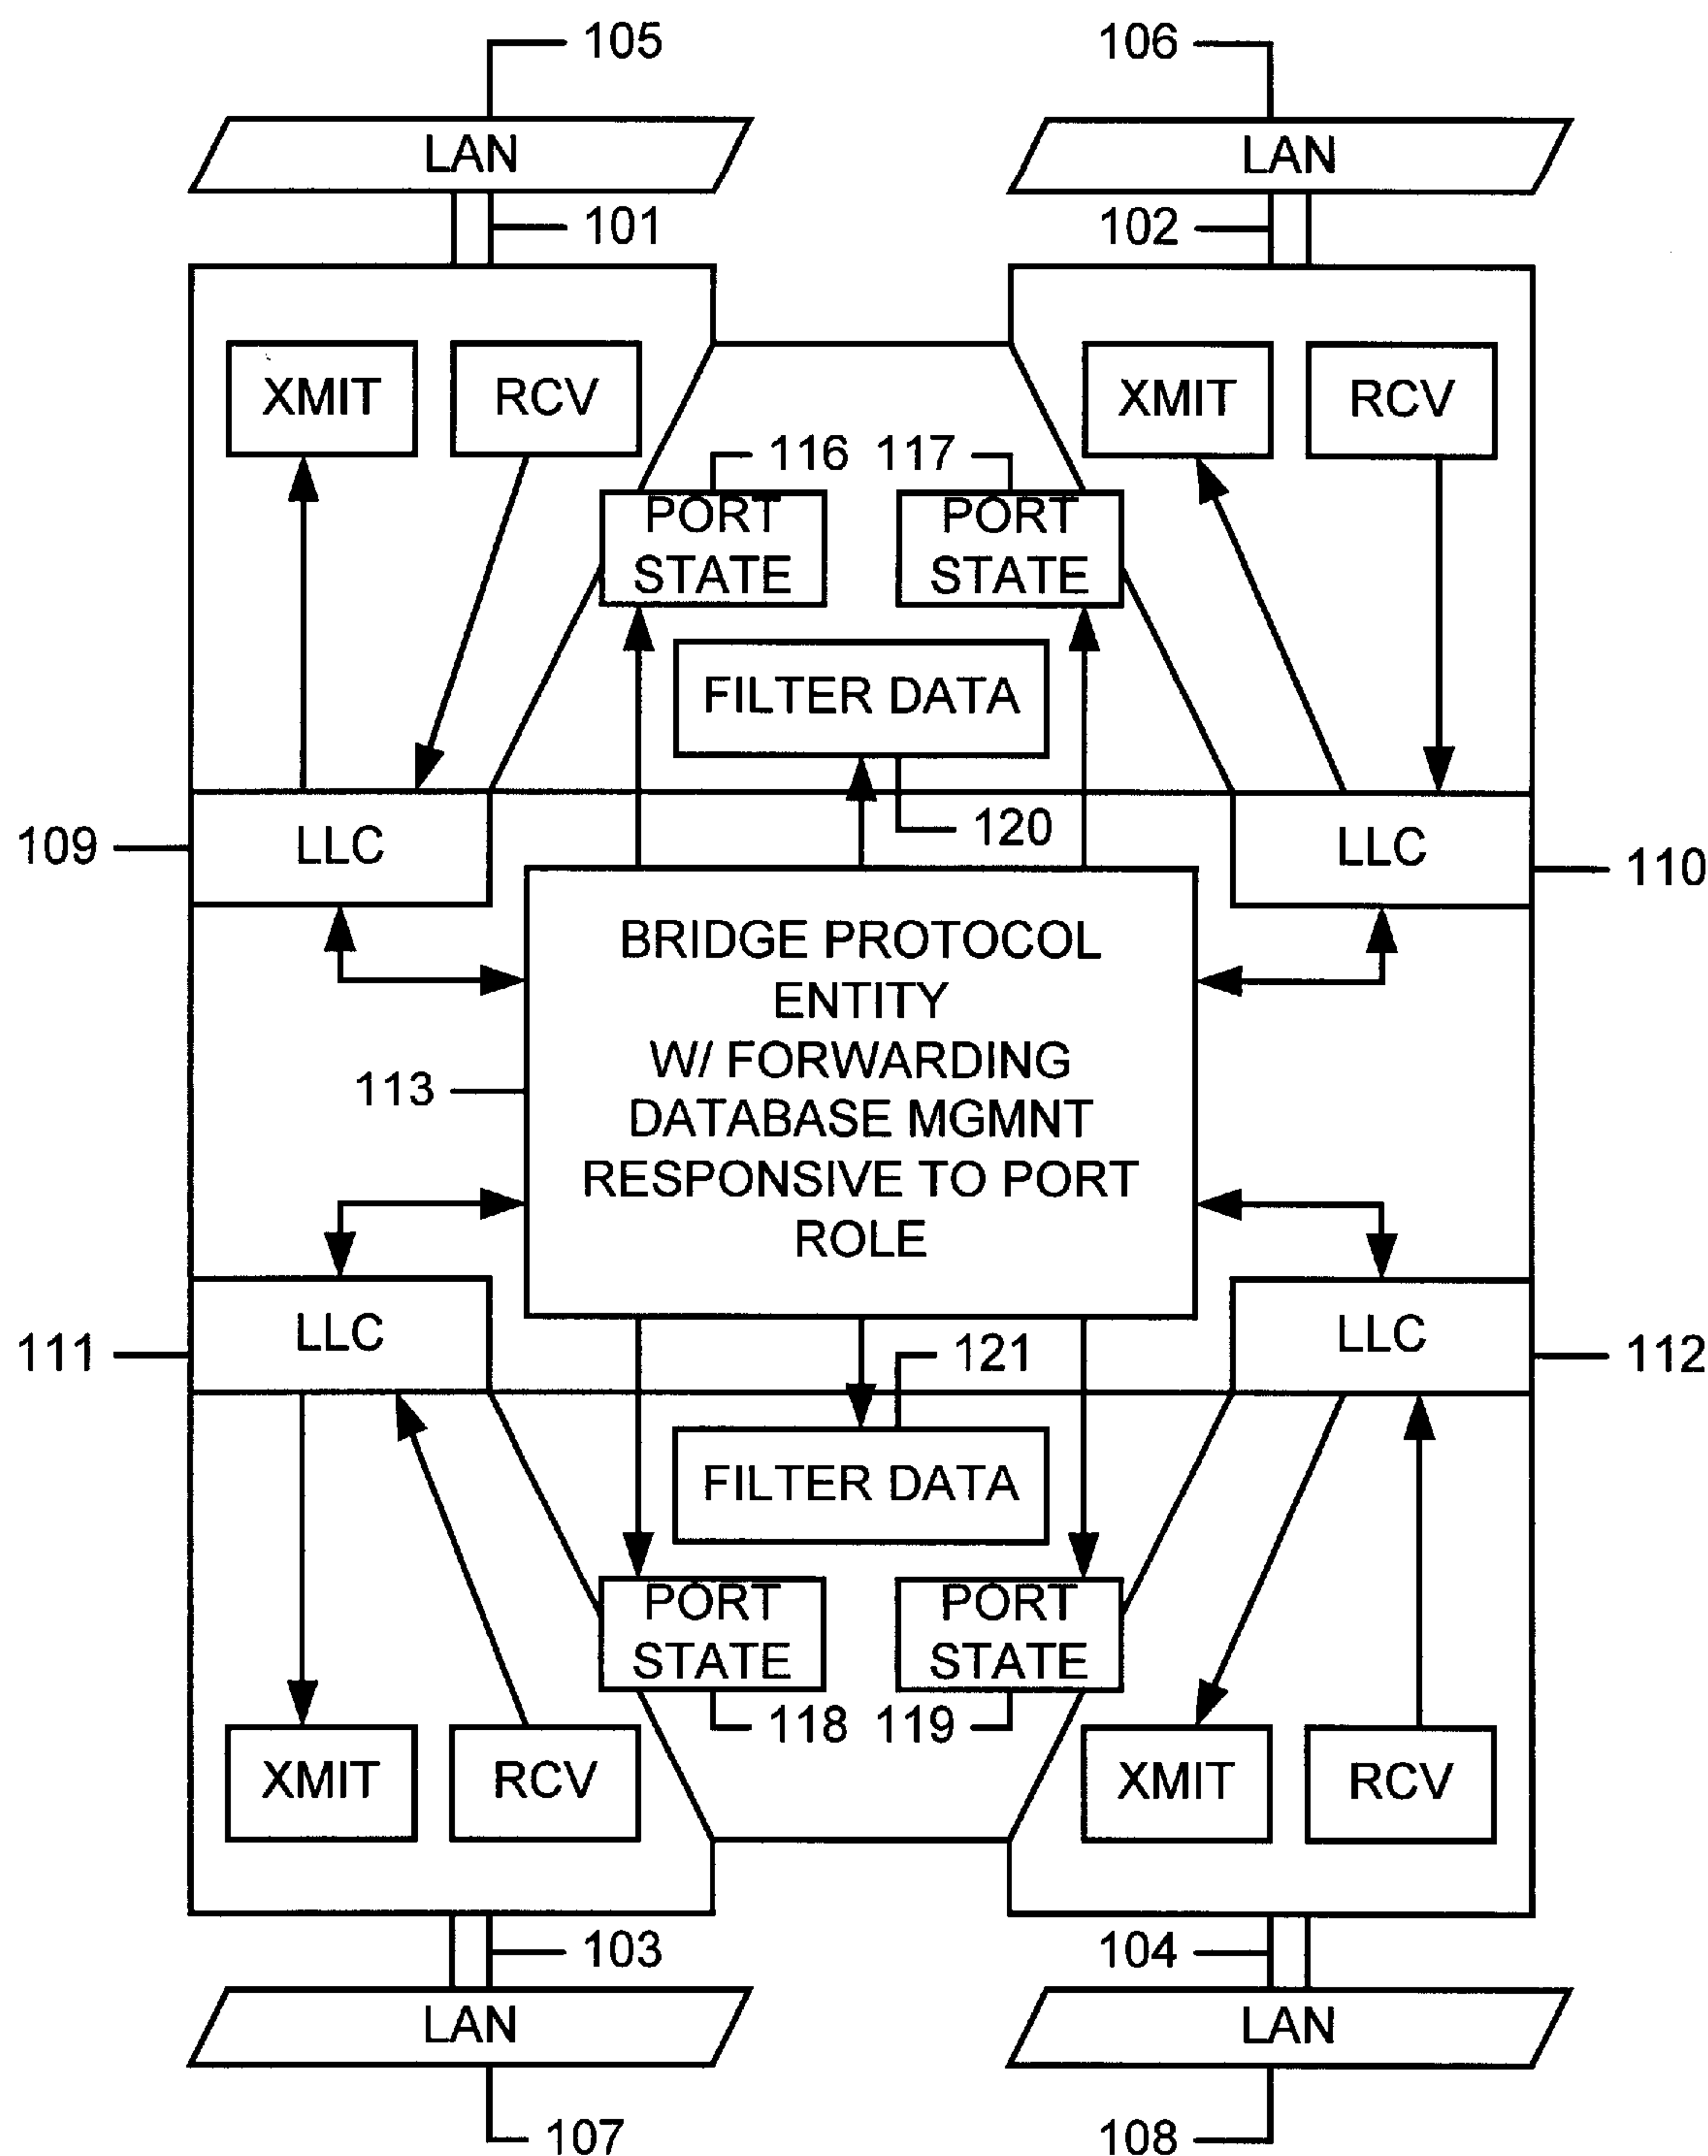 105
106
LAN
LAN
101
102
XMIT
RCV
XMIT
RCV
116
117
PORT
STATE
PORT
STATE
FILTER DATA
120
109
LLC
LLC
110
BRIDGE PROTOCOL
ENTITY
W/ FORWARDING
DATABASE MGMNT
RESPONSIVE TO PORT
ROLE
113
111
LLC
LLC
112
121
FILTER DATA
PORT
STATE
PORT
STATE
118
119
XMIT
RCV
XMIT
RCV
103
104
LAN
LAN
107
108